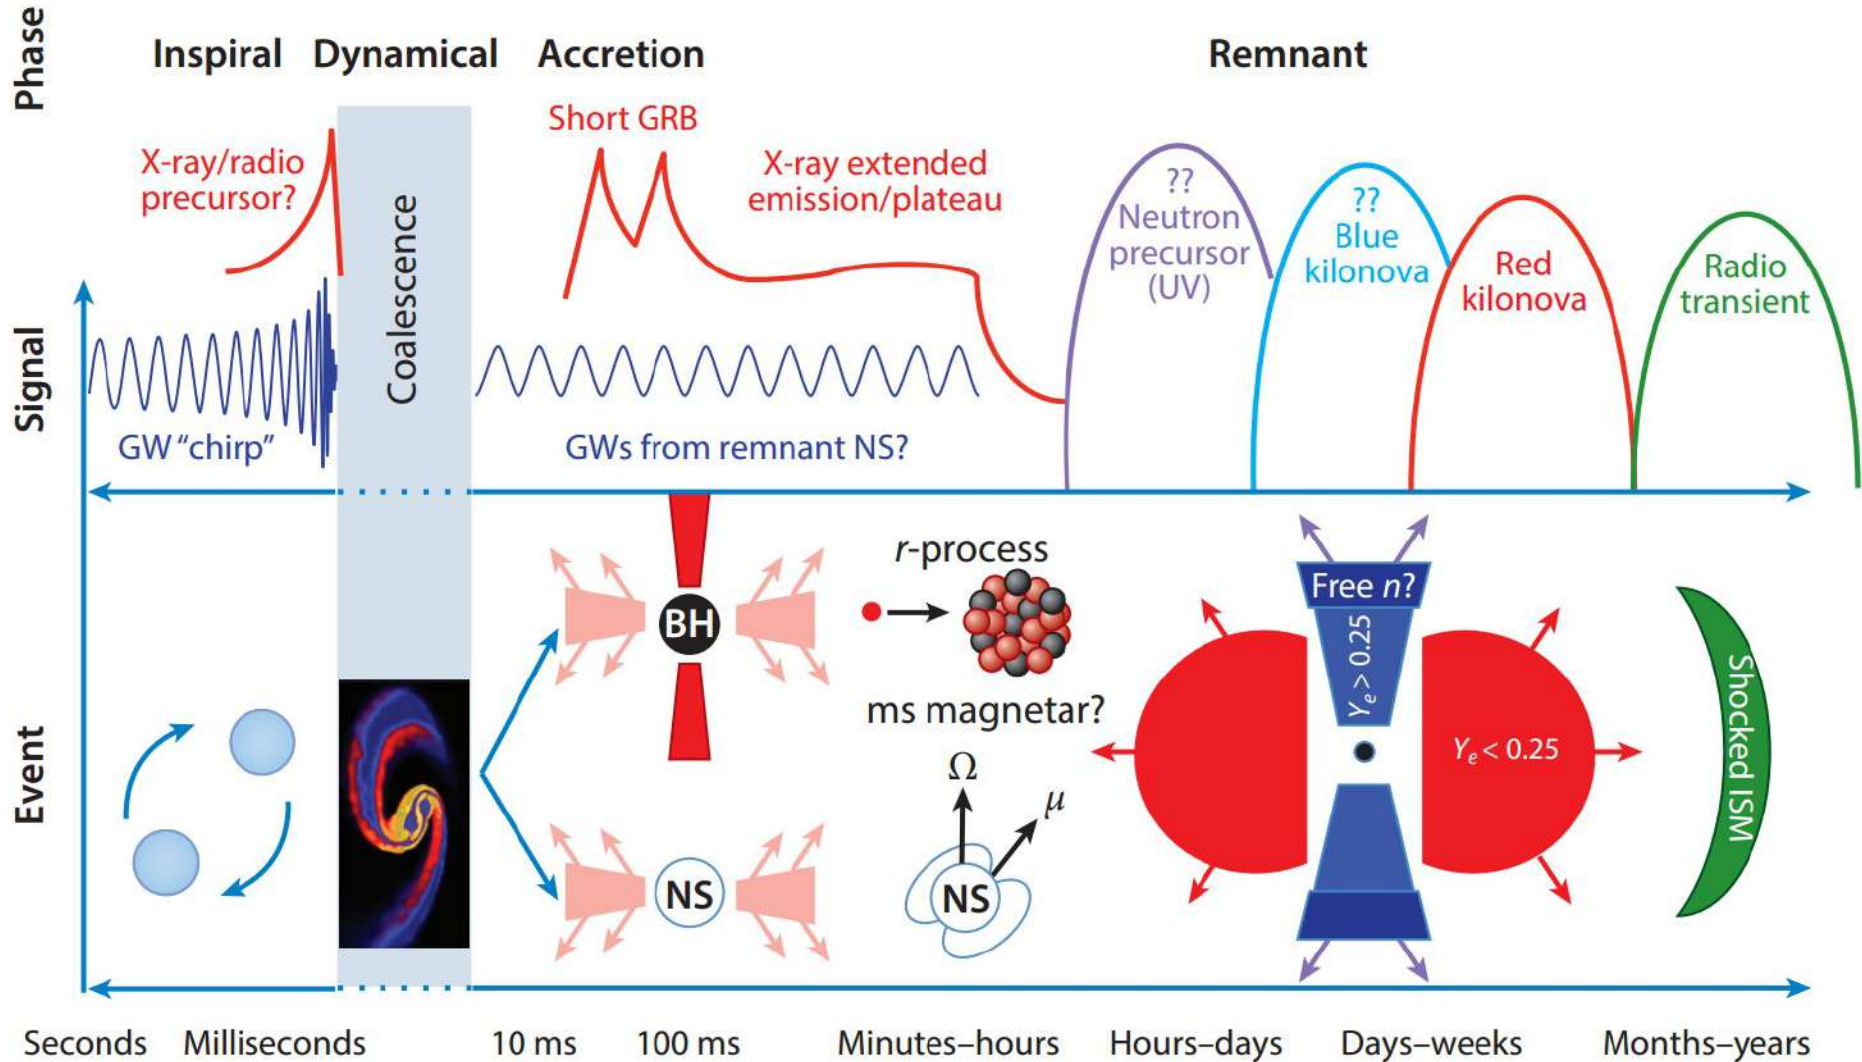 Phase
Inspiral
Dynamical
Accretion
Remnant
Signal
X-ray/radio
precursor?
GW “chirp”
Coalescence
Short GRB
X-ray extended
emission/plateau
GWs from remnant NS?
??
Neutron
precursor
(UV)
??
Blue
kilonova
Red
kilonova
Radio
transient
Event
BH
NS
r-process
ms magnetar?
Ω
μ
NS
Free n?
Ye > 0.25
Ye < 0.25
Shocked ISM
Seconds
Milliseconds
10 ms
100 ms
Minutes–hours
Hours–days
Days–weeks
Months–years